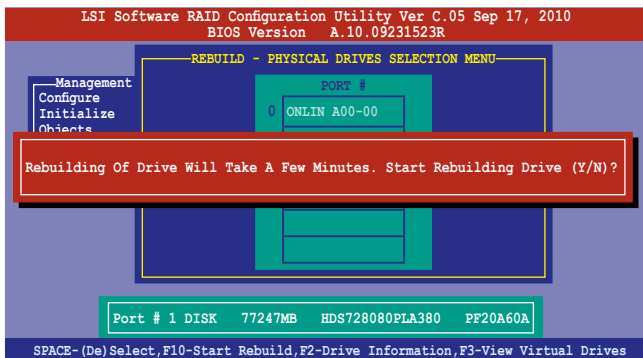 LSI Software RAID Configuration Utility Ver C.05 Sep 17, 2010
BIOS Version A.10.09231523R
REBUILD - PHYSICAL DRIVES SELECTION MENU
Management
PORT #
Configure
0 ONLIN A00-00
Initialize
Objects
Rebuilding Of Drive Will Take A Few Minutes. Start Rebuilding Drive (Y/N)?
Port # 1 DISK 77247MB HDS728080PLA380 PF20A60A
SPACE-(De)Select,F10-Start Rebuild,F2-Drive Information,F3-View Virtual Drives